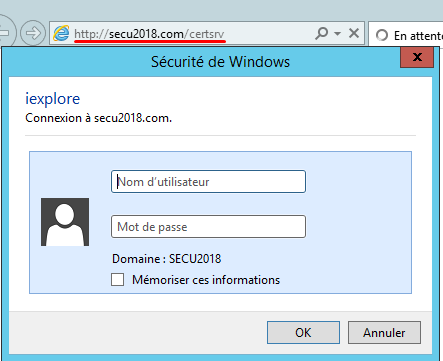 http://secu2018.com/certsrv
En attente
Sécurité de Windows
x
iexplore
Connexion à secu2018.com.
Nom d'utilisateur
Mot de passe
Domaine : SECU2018
Mémoriser ces informations
OK
Annuler